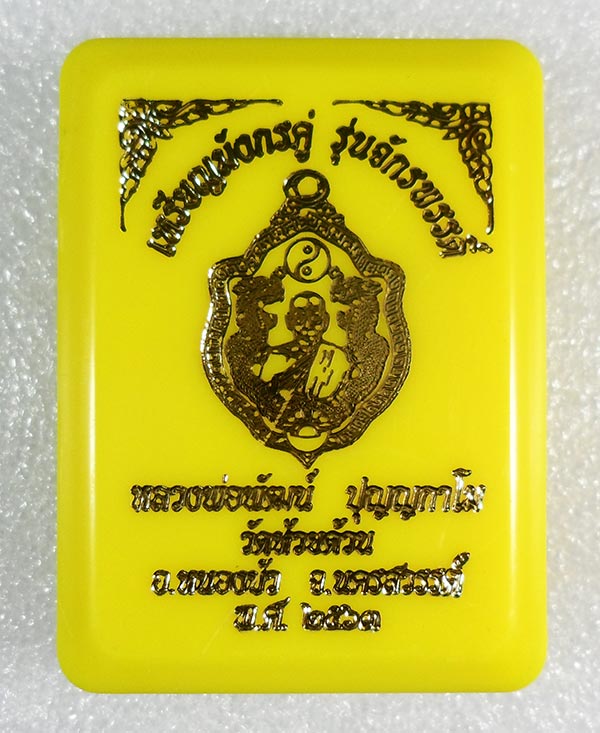 เหรียญมังกรคู่ รุ่นจักรพรรดิ์
หลวงพ่อพัฒน์ ปุญญกาโม
วัดห้วยด้วน
อ.หนองบัว จ.นครสวรรค์
พ.ศ. ๒๕๖๓